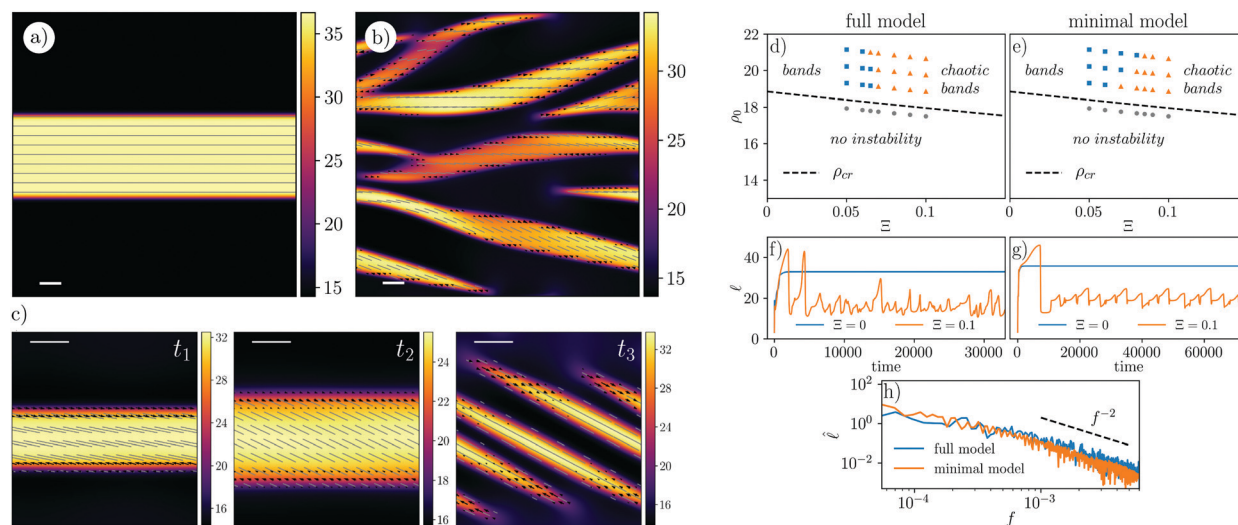 a)
35
30
25
20
15
b)
30
25
20
15
c)
t1
32
28
24
20
16
t2
24
22
20
18
16
t3
32
28
24
20
16
full model
minimal model
d)
22
20
18
16
14
13
ρ0
bands
chaotic
bands
no instability
ρcr
0
0.05
0.1
Ξ
e)
bands
chaotic
bands
no instability
ρcr
0
0.05
0.1
Ξ
f)
40
20
0
ℓ
Ξ = 0
Ξ = 0.1
0
10000
20000
30000
time
g)
Ξ = 0
Ξ = 0.1
0
20000
40000
60000
time
h)
10²
10⁰
10⁻²
ℓ̂
f⁻²
full model
minimal model
10⁻⁴
10⁻³
f